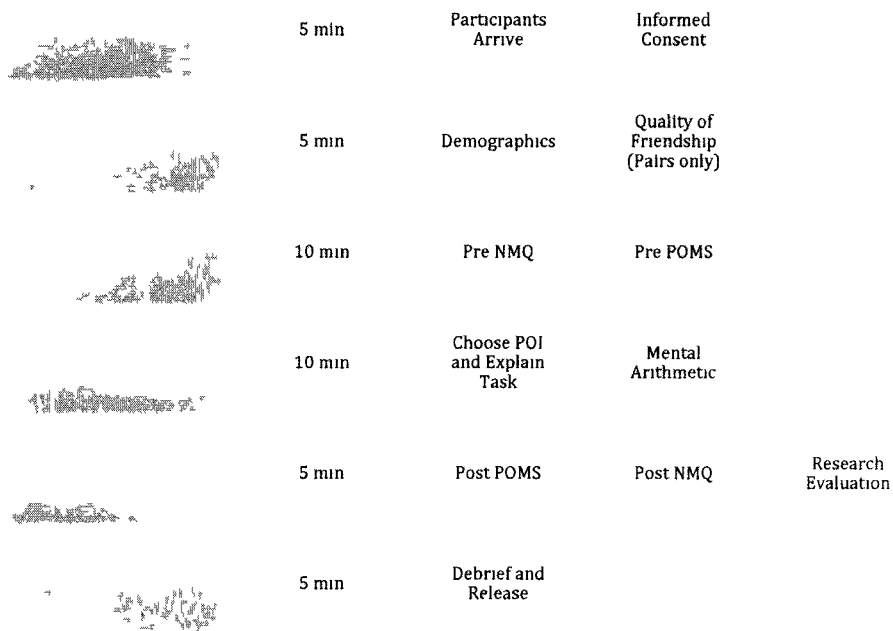 5 min
Participants
Arrive
Informed
Consent
5 min
Demographics
Quality of
Friendship
(Pairs only)
10 min
Pre NMQ
Pre POMS
10 min
Choose POI
and Explain
Task
Mental
Arithmetic
5 min
Post POMS
Post NMQ
Research
Evaluation
5 min
Debrief and
Release